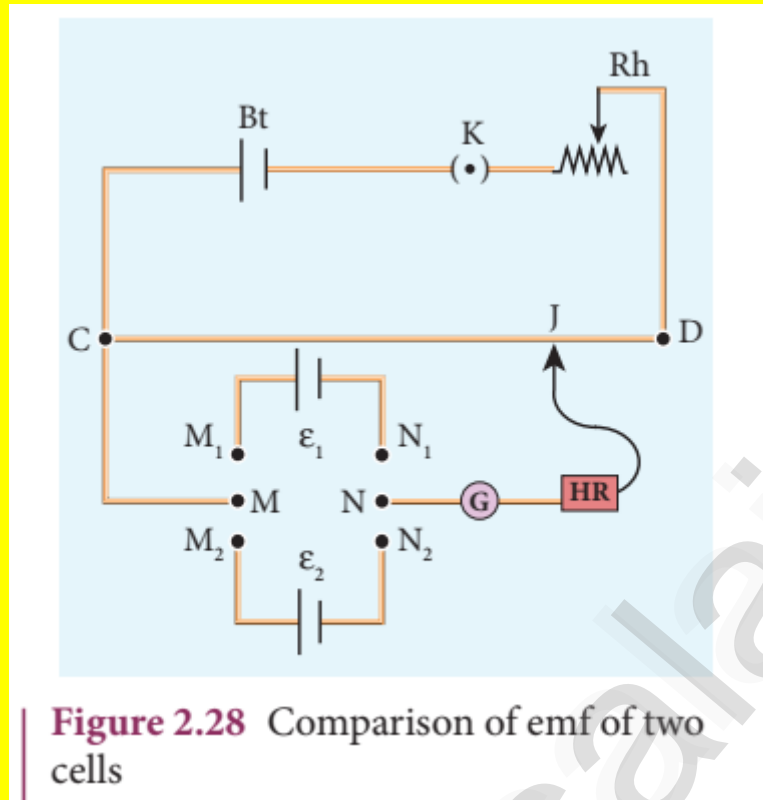 Rh
Bt
K
C
J
D
M₁
ε₁
N₁
M
N
G
HR
M₂
ε₂
N₂
Figure 2.28 Comparison of emf of two
cells